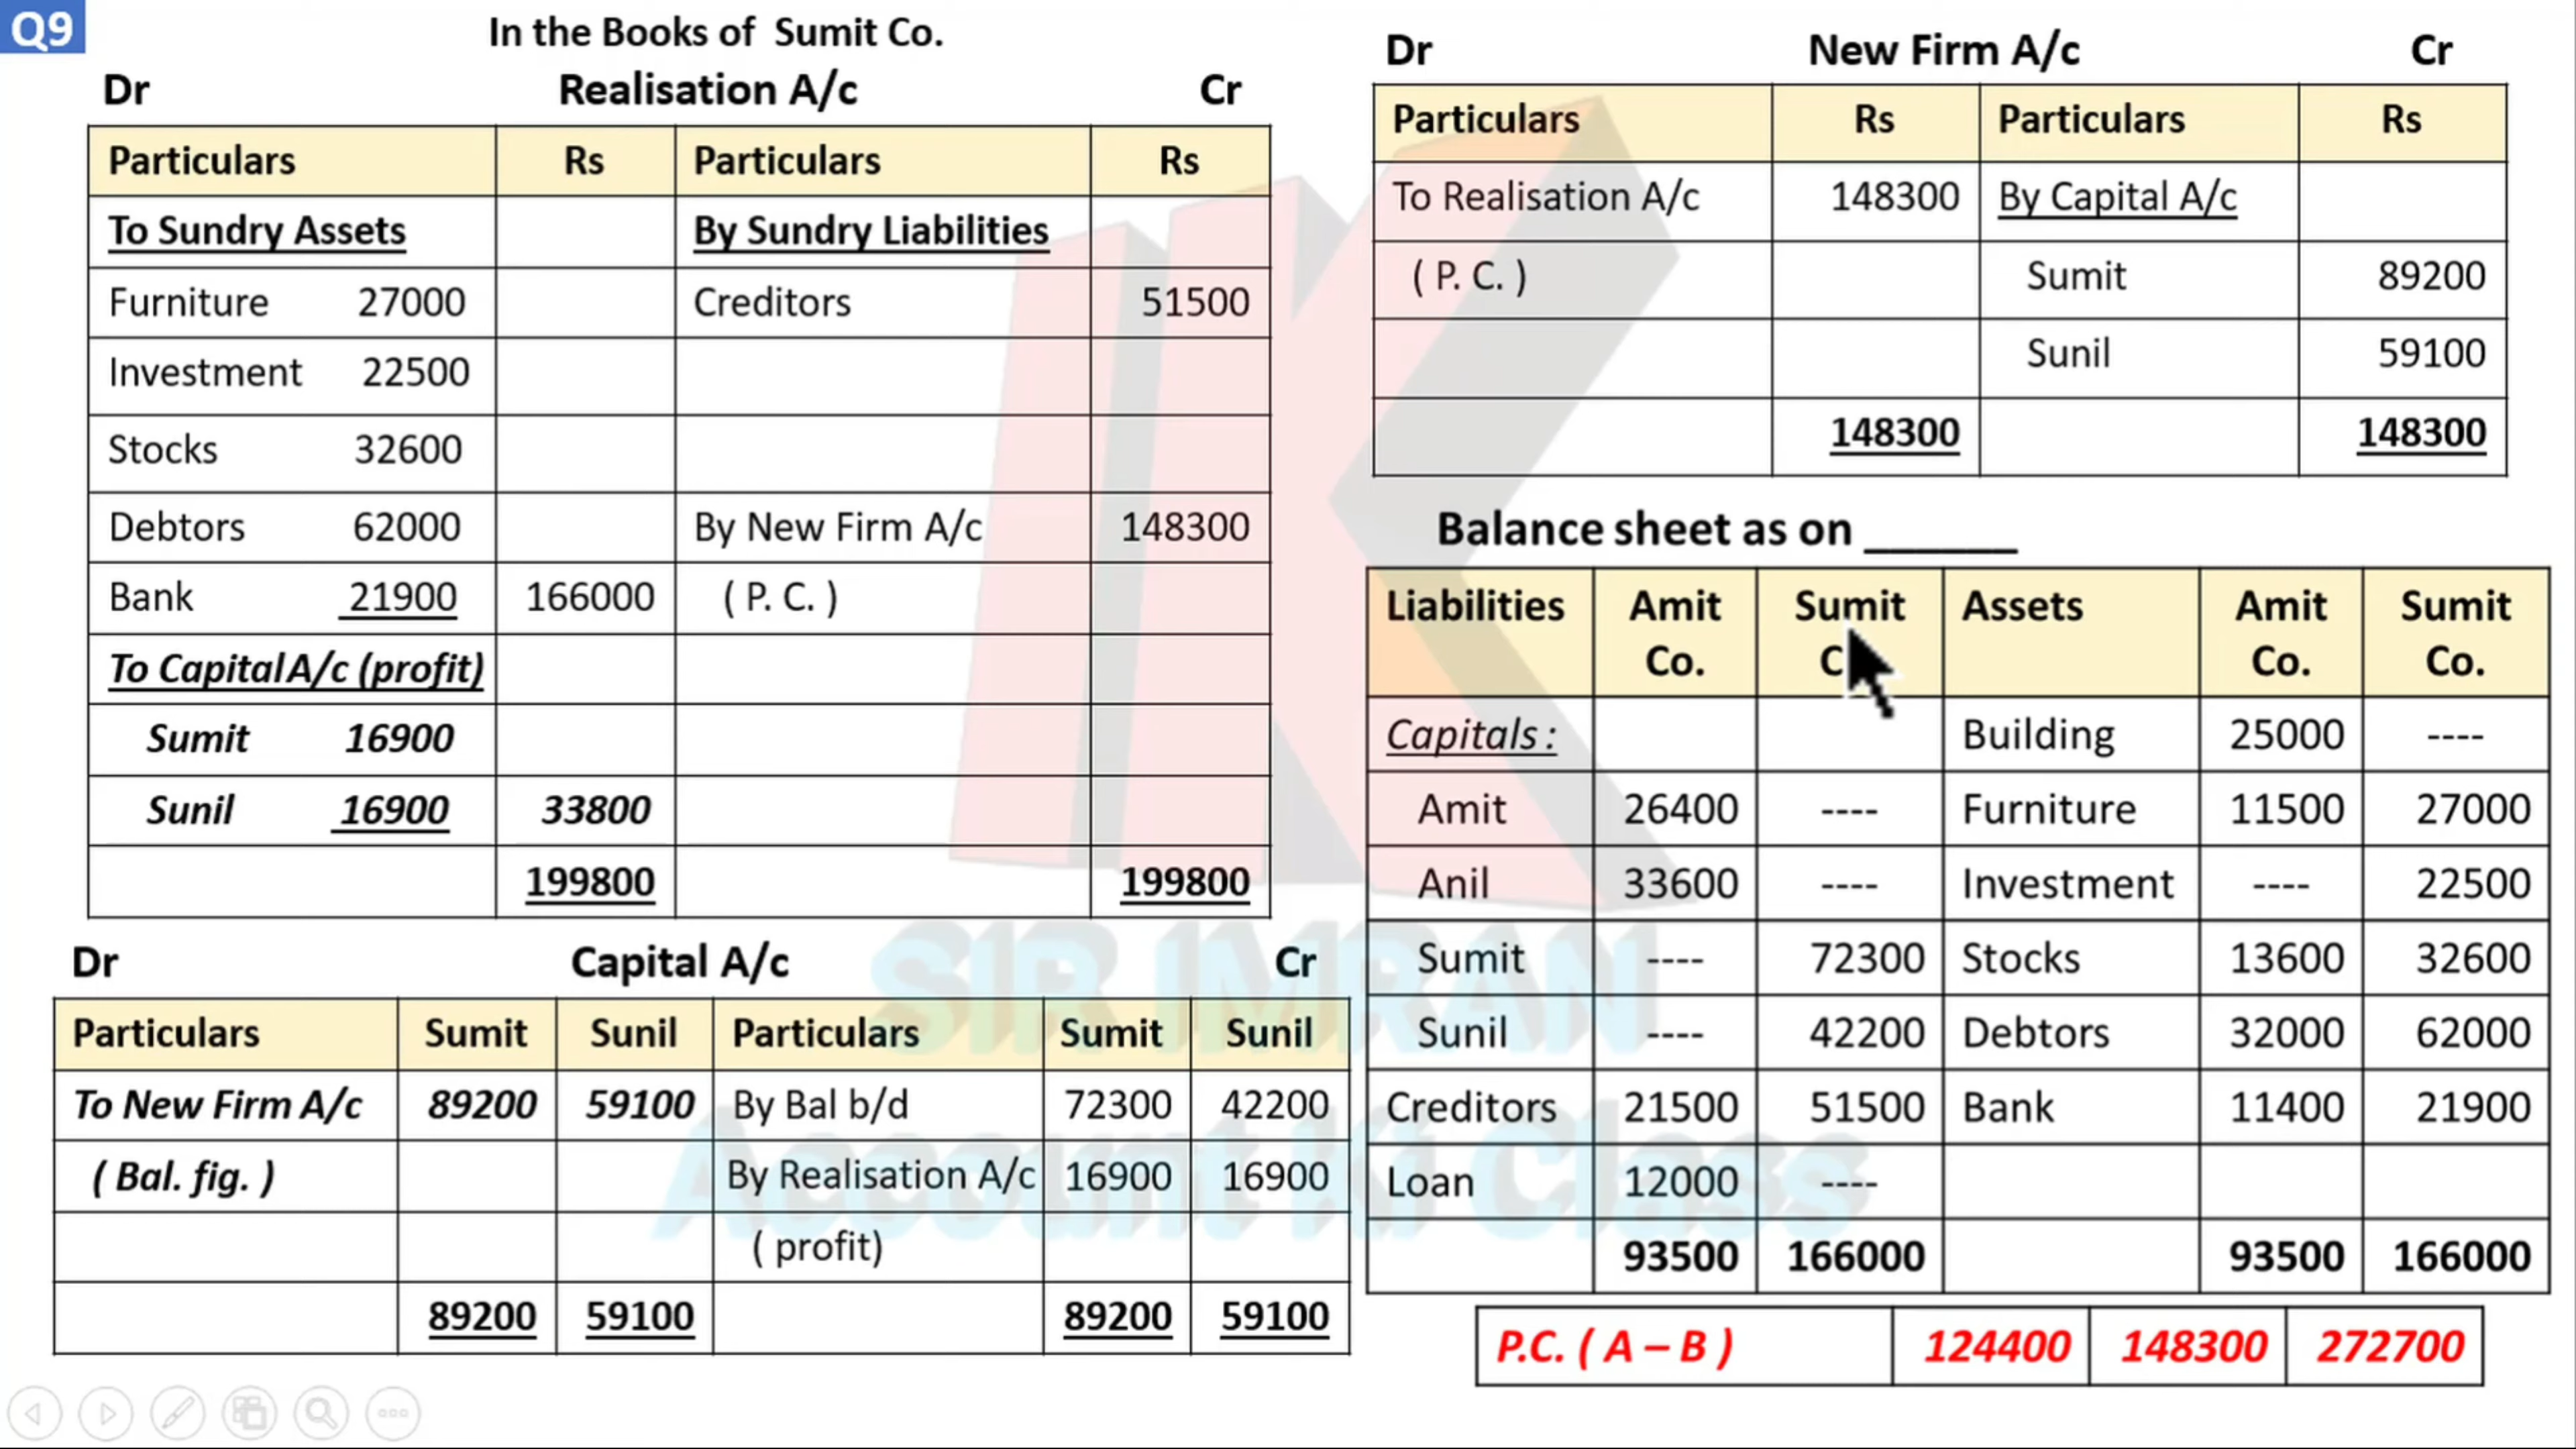 Q9
In the Books of Sumit Co.
Dr Realisation A/c Cr
Particulars Rs Particulars Rs
To Sundry Assets By Sundry Liabilities
Furniture 27000 Creditors 51500
Investment 22500
Stocks 32600
Debtors 62000 By New Firm A/c 148300
Bank 21900 166000 ( P. C. )
To Capital A/c (profit)
Sumit 16900
Sunil 16900 33800
199800 199800
Dr Capital A/c Cr
Particulars Sumit Sunil Particulars Sumit Sunil
To New Firm A/c 89200 59100 By Bal b/d 72300 42200
( Bal. fig. ) By Realisation A/c 16900 16900
( profit)
89200 59100 89200 59100
Dr New Firm A/c Cr
Particulars Rs Particulars Rs
To Realisation A/c 148300 By Capital A/c
( P. C. ) Sumit 89200
Sunil 59100
148300 148300
Balance sheet as on ______
Liabilities Amit Co. Sumit C Assets Amit Co. Sumit Co.
Capitals : Building 25000 ----
Amit 26400 ---- Furniture 11500 27000
Anil 33600 ---- Investment ---- 22500
Sumit ---- 72300 Stocks 13600 32600
Sunil ---- 42200 Debtors 32000 62000
Creditors 21500 51500 Bank 11400 21900
Loan 12000 ----
93500 166000 93500 166000
P.C. ( A – B ) 124400 148300 272700
SIR IMRAN
Account Ki Class